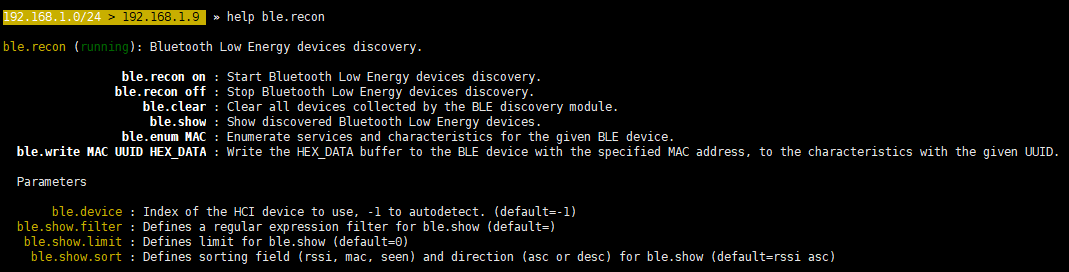 192.168.1.0/24 > 192.168.1.9 » help ble.recon
ble.recon (running): Bluetooth Low Energy devices discovery.
ble.recon on : Start Bluetooth Low Energy devices discovery.
ble.recon off : Stop Bluetooth Low Energy devices discovery.
ble.clear : Clear all devices collected by the BLE discovery module.
ble.show : Show discovered Bluetooth Low Energy devices.
ble.enum MAC : Enumerate services and characteristics for the given BLE device.
ble.write MAC UUID HEX_DATA : Write the HEX_DATA buffer to the BLE device with the specified MAC address, to the characteristics with the given UUID.
Parameters
ble.device : Index of the HCI device to use, -1 to autodetect. (default=-1)
ble.show.filter : Defines a regular expression filter for ble.show (default=)
ble.show.limit : Defines limit for ble.show (default=0)
ble.show.sort : Defines sorting field (rssi, mac, seen) and direction (asc or desc) for ble.show (default=rssi asc)